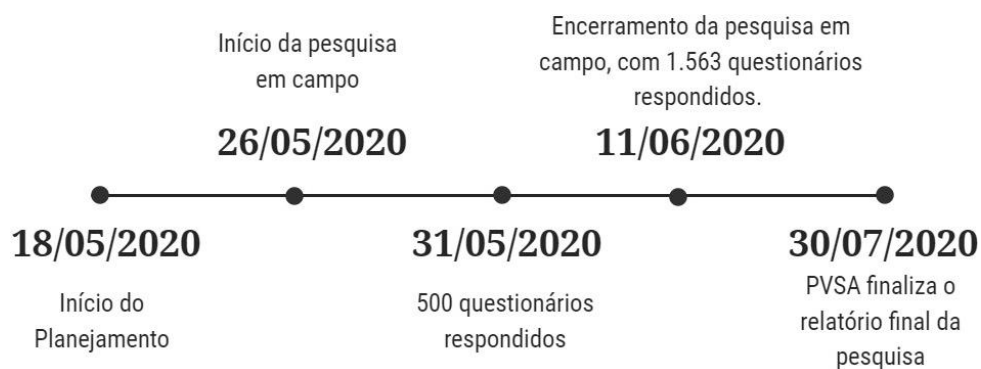 Início da pesquisa
em campo
26/05/2020
Encerramento da pesquisa em
campo, com 1.563 questionários
respondidos.
11/06/2020
18/05/2020
Início do
Planejamento
31/05/2020
500 questionários
respondidos
30/07/2020
PVSA finaliza o
relatório final da
pesquisa